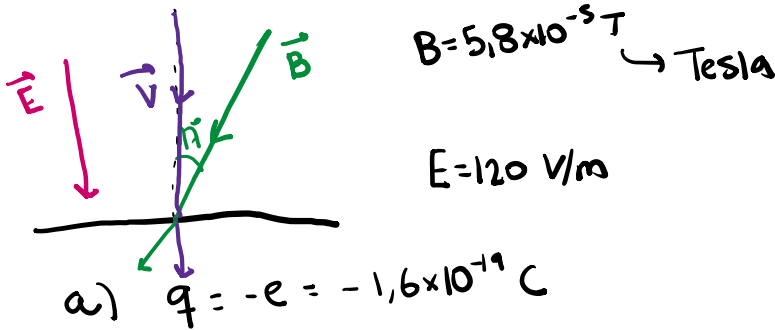 B = 5,8×10⁻⁵ T
→ Tesla
E⃗
V⃗
B⃗
E = 120 V/m
a) q = -e = -1,6×10⁻¹⁹ C